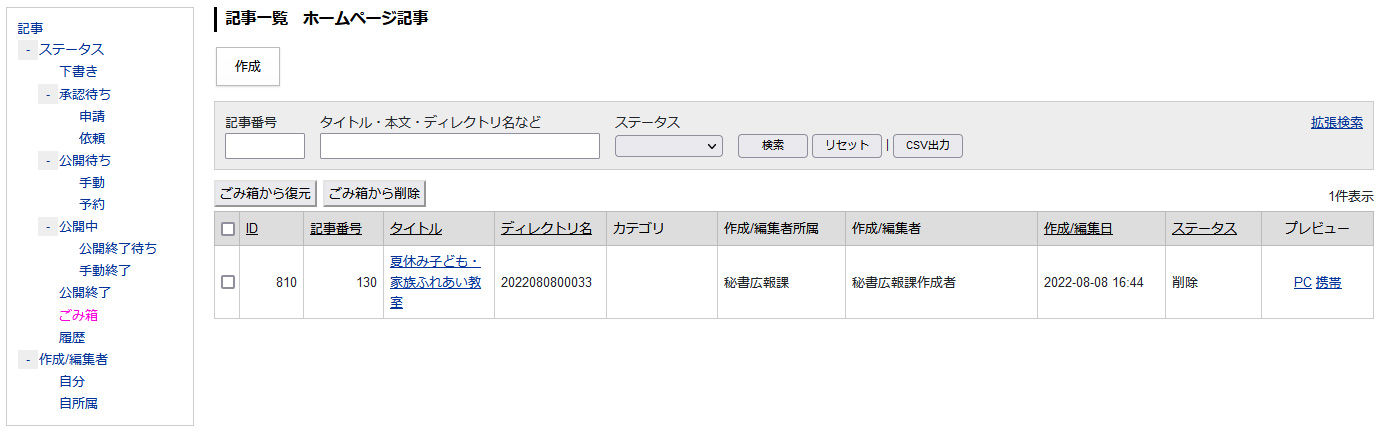 記事
- ステータス
下書き
- 承認待ち
申請
依頼
- 公開待ち
手動
予約
- 公開中
公開終了待ち
手動終了
公開終了
ごみ箱
履歴
- 作成/編集者
自分
自所属
記事一覧　ホームページ記事
作成
記事番号 タイトル・本文・ディレクトリ名など ステータス 拡張検索
検索 リセット | CSV出力
ごみ箱から復元 ごみ箱から削除 1件表示
ID 記事番号 タイトル ディレクトリ名 カテゴリ 作成/編集者所属 作成/編集者 作成/編集日 ステータス プレビュー
810 130 夏休み子ども・
家族ふれあい教
室 2022080800033 秘書広報課 秘書広報課作成者 2022-08-08 16:44 削除 PC 携帯